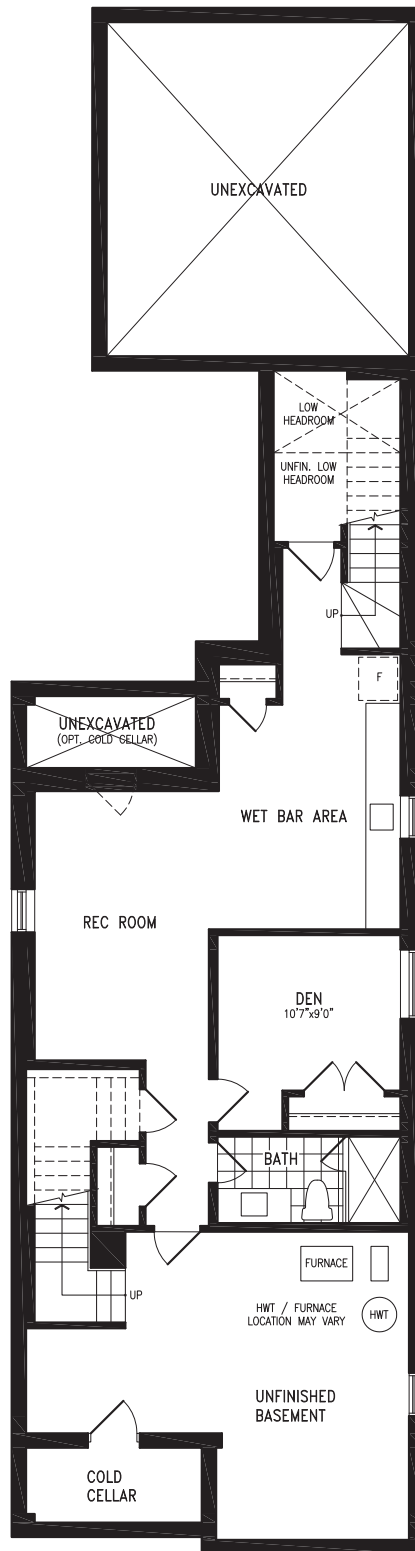 UNEXCAVATED
LOW
HEADROOM
UNFIN. LOW
HEADROOM
UP
F
UNEXCAVATED
(OPT. COLD CELLAR)
WET BAR AREA
REC ROOM
DEN
10'7"x9'0"
BATH
FURNACE
HWT / FURNACE
LOCATION MAY VARY
HWT
UP
UNFINISHED
BASEMENT
COLD
CELLAR